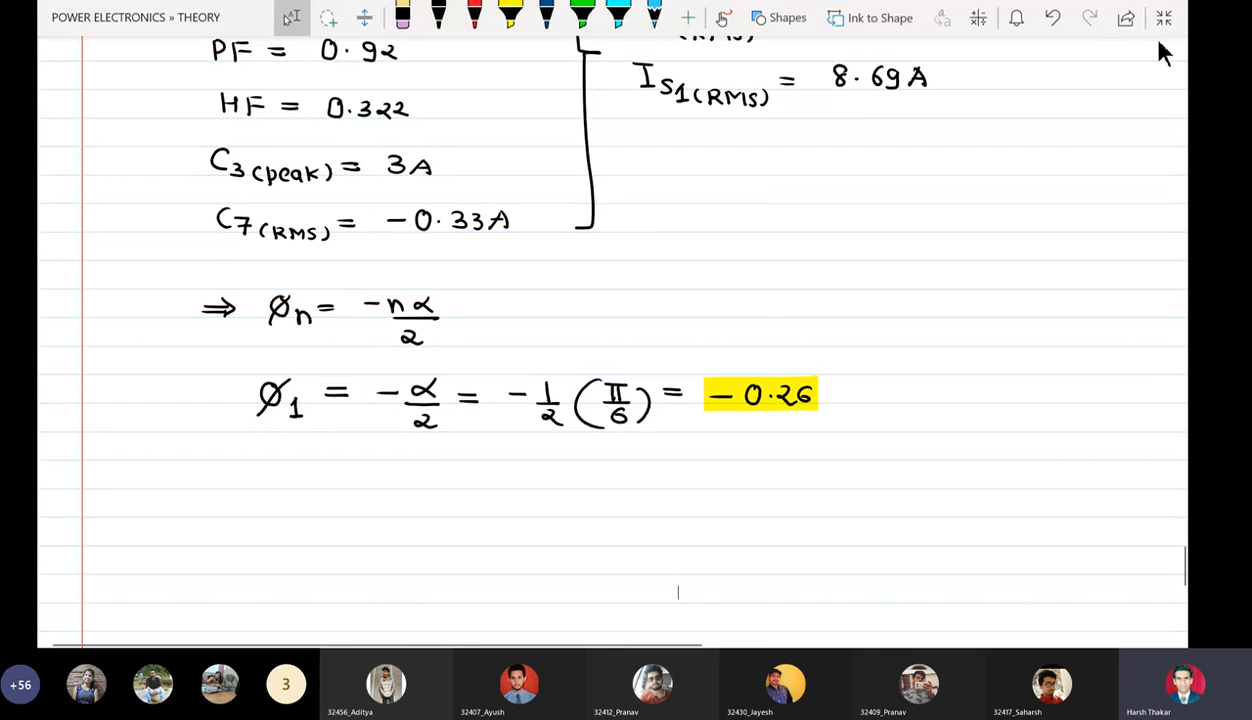 POWER ELECTRONICS » THEORY
Shapes
Ink to Shape
PF = 0.92
(RMS)
I S1(RMS) = 8.69A
HF = 0.322
C3(peak) = 3A
C7(RMS) = -0.33A
⇒ Øn = -nα/2
Ø1 = -α/2 = -1/2 (π/6) = -0.26
+56
3
32456_Aditya
32407_Ayush
32412_Pranav
32430_Jayesh
32409_Pranav
32417_Saharsh
Harsh Thakar